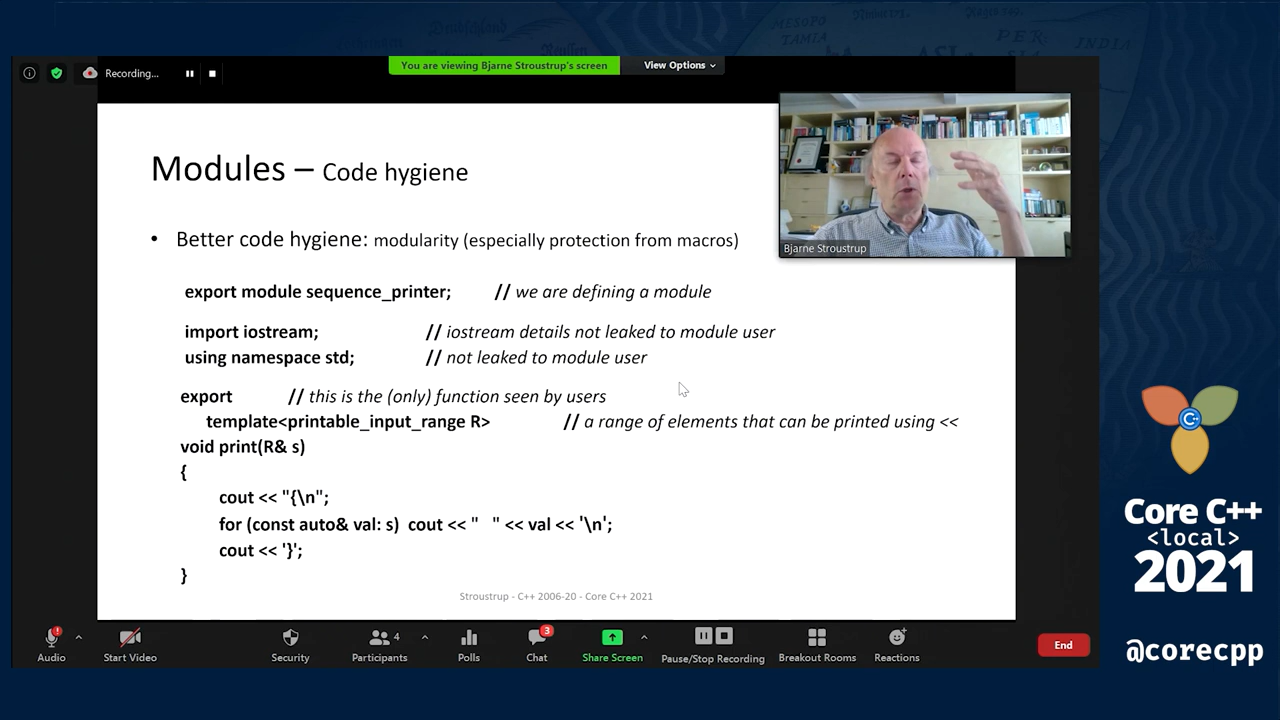 MESOPO
TAMIA
PER
INDIA
ASI
Recording...
You are viewing Bjarne Stroustrup's screen
View Options
Modules – Code hygiene
Bjarne Stroustrup
• Better code hygiene: modularity (especially protection from macros)
export module sequence_printer; // we are defining a module
import iostream; // iostream details not leaked to module user
using namespace std; // not leaked to module user
export // this is the (only) function seen by users
template<printable_input_range R> // a range of elements that can be printed using <<
void print(R& s)
{
cout << "{\n";
for (const auto& val: s) cout << "  " << val << '\n';
cout << '}';
}
Stroustrup - C++ 2006-20 - Core C++ 2021
Core C++
<local>
2021
@corecpp
! 4 3
Audio Start Video Security Participants Polls Chat Share Screen Pause/Stop Recording Breakout Rooms Reactions End